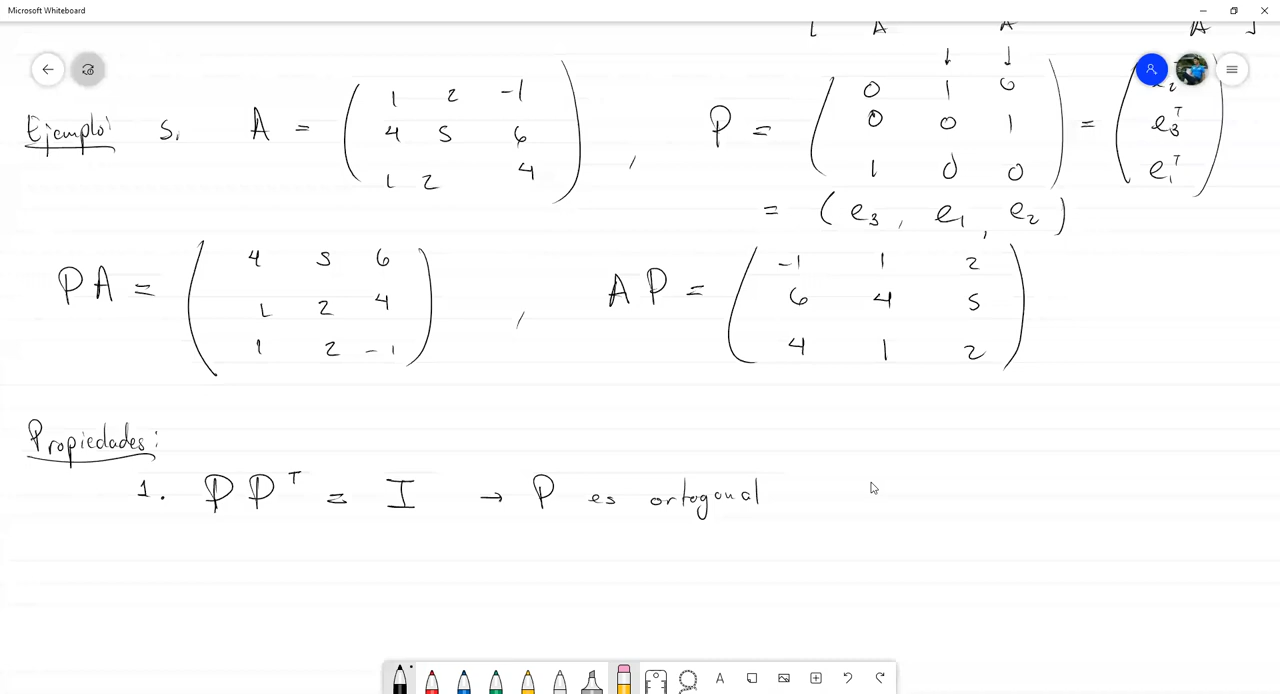 Microsoft Whiteboard
Ejemplo: Si A = ( 1 2 -1
4 5 6
1 2 4 ) , P = ( 0 1 0
0 0 1
1 0 0 ) = ( e2
e3^T
e1^T )
= ( e3 , e1 , e2 )
PA = ( 4 5 6
1 2 4
1 2 -1 ) , AP = ( -1 1 2
6 4 5
4 1 2 )
Propiedades:
1. P P^T = I → P es ortogonal